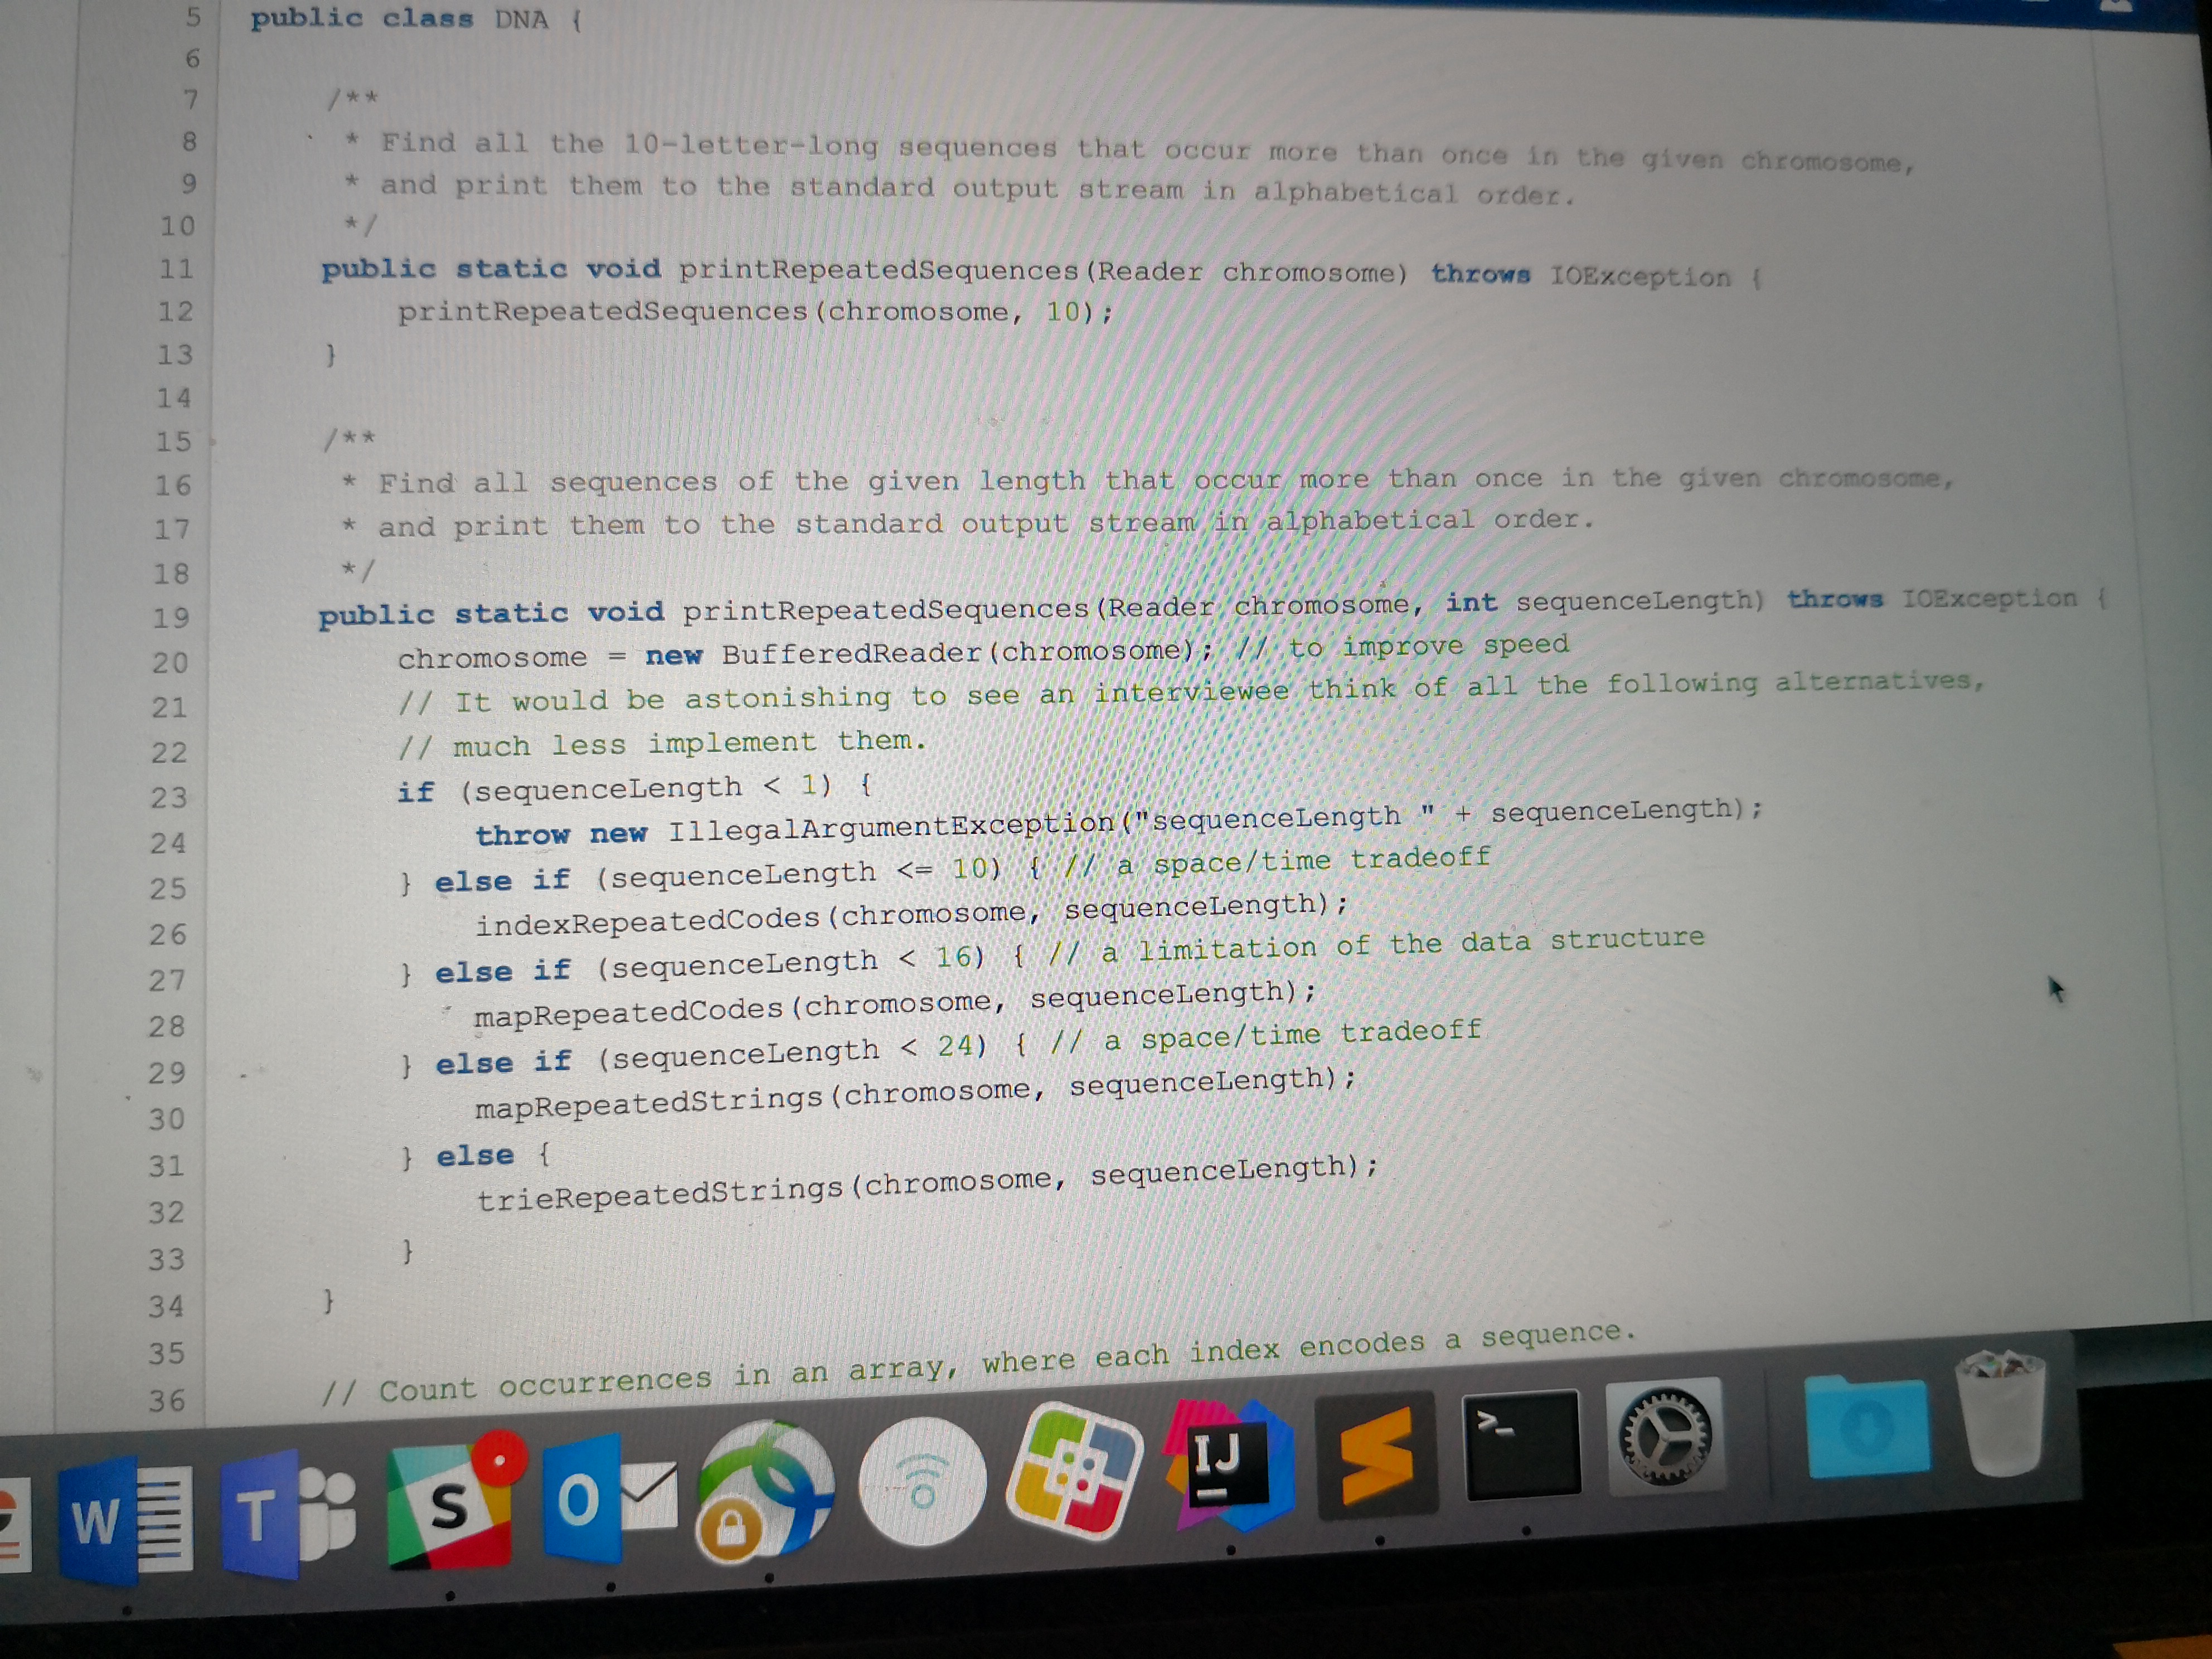 5 public class DNA {
6
7 /**
8 * Find all the 10-letter-long sequences that occur more than once in the given chromosome,
9 * and print them to the standard output stream in alphabetical order.
10 */
11 public static void printRepeatedSequences(Reader chromosome) throws IOException {
12 printRepeatedSequences(chromosome, 10);
13 }
14
15 /**
16 * Find all sequences of the given length that occur more than once in the given chromosome,
17 * and print them to the standard output stream in alphabetical order.
18 */
19 public static void printRepeatedSequences(Reader chromosome, int sequenceLength) throws IOException {
20 chromosome = new BufferedReader(chromosome); // to improve speed
21 // It would be astonishing to see an interviewee think of all the following alternatives,
22 // much less implement them.
23 if (sequenceLength < 1) {
24 throw new IllegalArgumentException("sequenceLength " + sequenceLength);
25 } else if (sequenceLength <= 10) { // a space/time tradeoff
26 indexRepeatedCodes(chromosome, sequenceLength);
27 } else if (sequenceLength < 16) { // a limitation of the data structure
28 mapRepeatedCodes(chromosome, sequenceLength);
29 } else if (sequenceLength < 24) { // a space/time tradeoff
30 mapRepeatedStrings(chromosome, sequenceLength);
31 } else {
32 trieRepeatedStrings(chromosome, sequenceLength);
33 }
34 }
35
36 // Count occurrences in an array, where each index encodes a sequence.
W T S O IJ >_